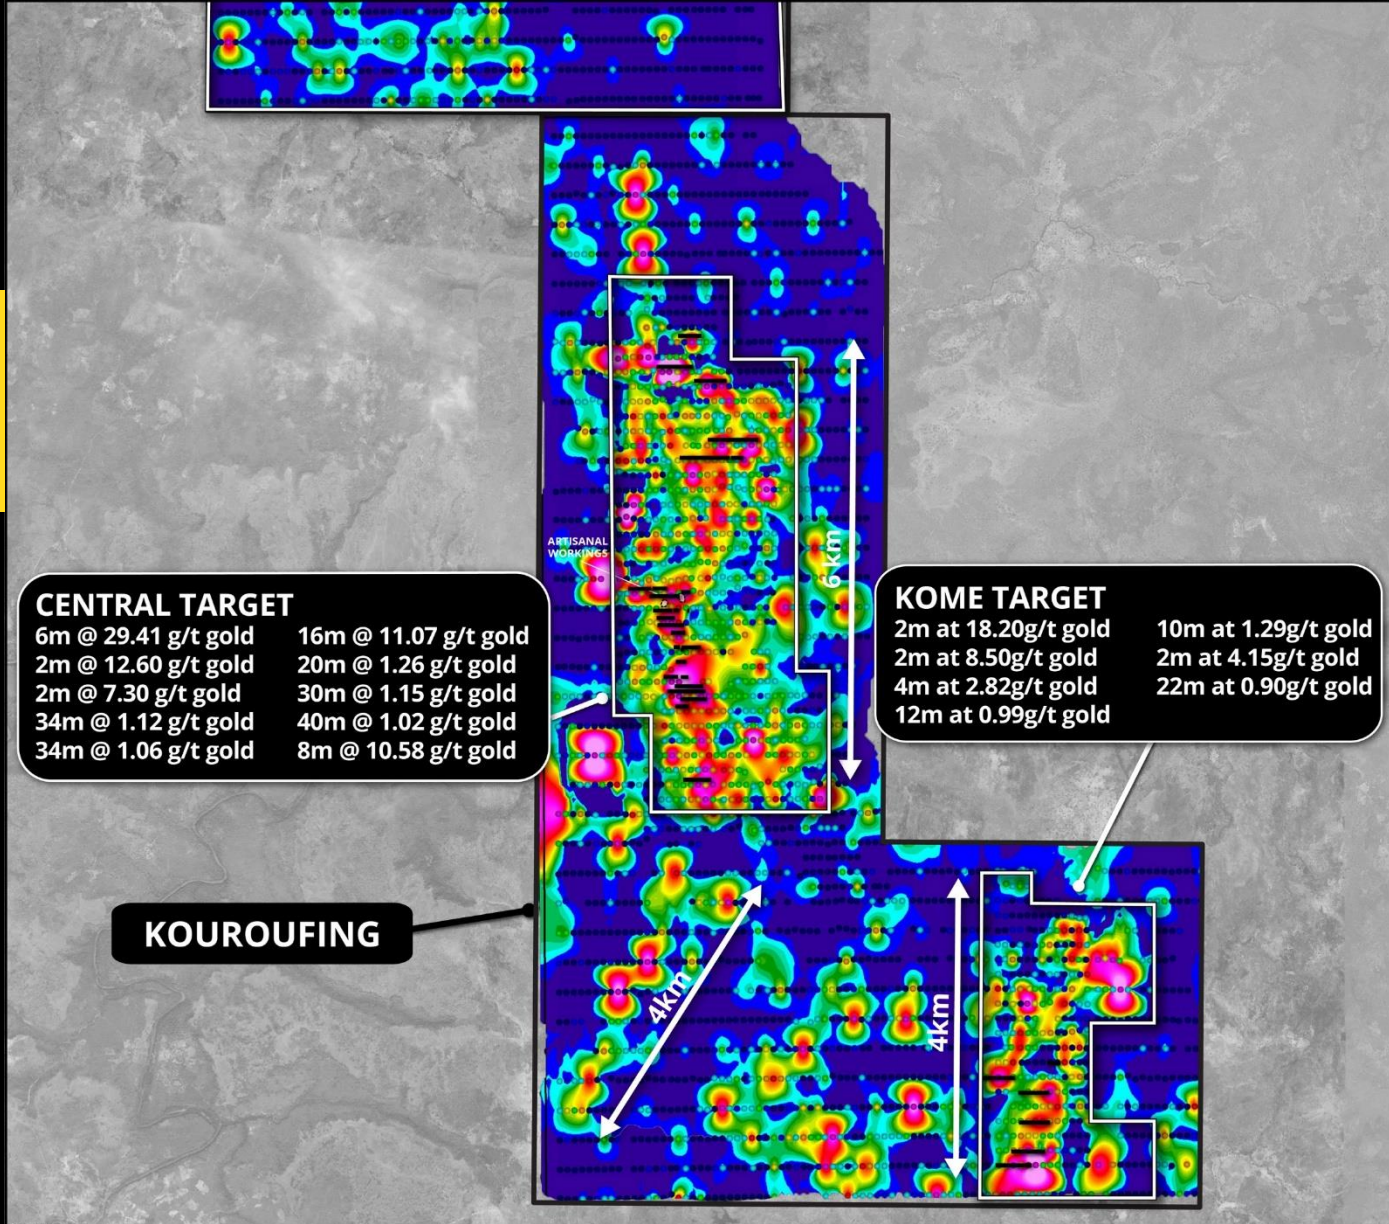 ARTISANAL
WORKINGS
6 km
CENTRAL TARGET
6m @ 29.41 g/t gold
2m @ 12.60 g/t gold
2m @ 7.30 g/t gold
34m @ 1.12 g/t gold
34m @ 1.06 g/t gold
16m @ 11.07 g/t gold
20m @ 1.26 g/t gold
30m @ 1.15 g/t gold
40m @ 1.02 g/t gold
8m @ 10.58 g/t gold
KOME TARGET
2m at 18.20g/t gold
2m at 8.50g/t gold
4m at 2.82g/t gold
12m at 0.99g/t gold
10m at 1.29g/t gold
2m at 4.15g/t gold
22m at 0.90g/t gold
KOUROUFING
4km
4km